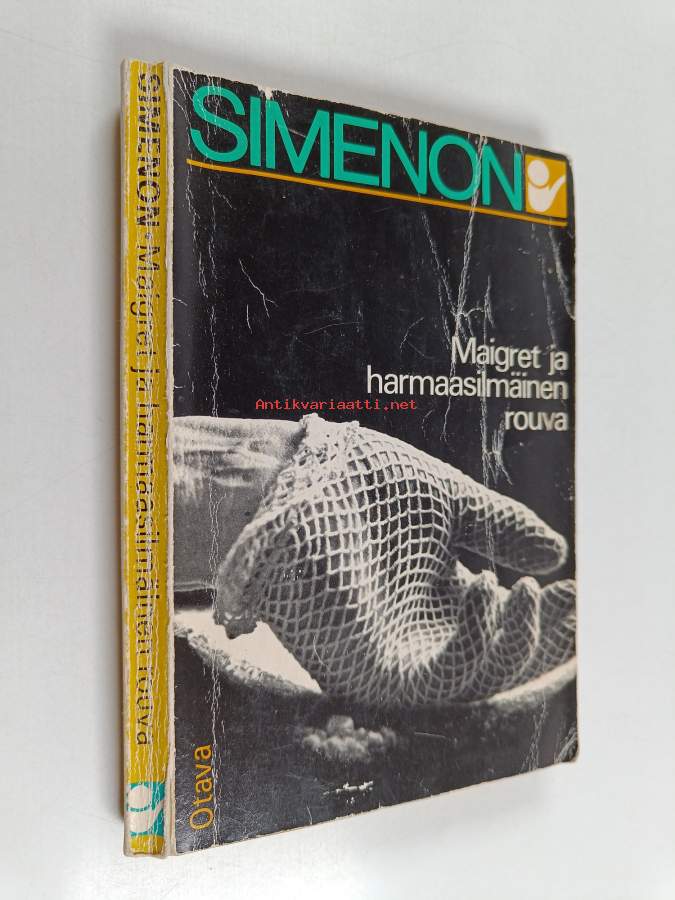 SIMENON
Maigret ja
harmaasilmäinen
rouva
Antikvariaatti.net
Otava
SIMENON • Maigret ja harmaasilmäinen rouva